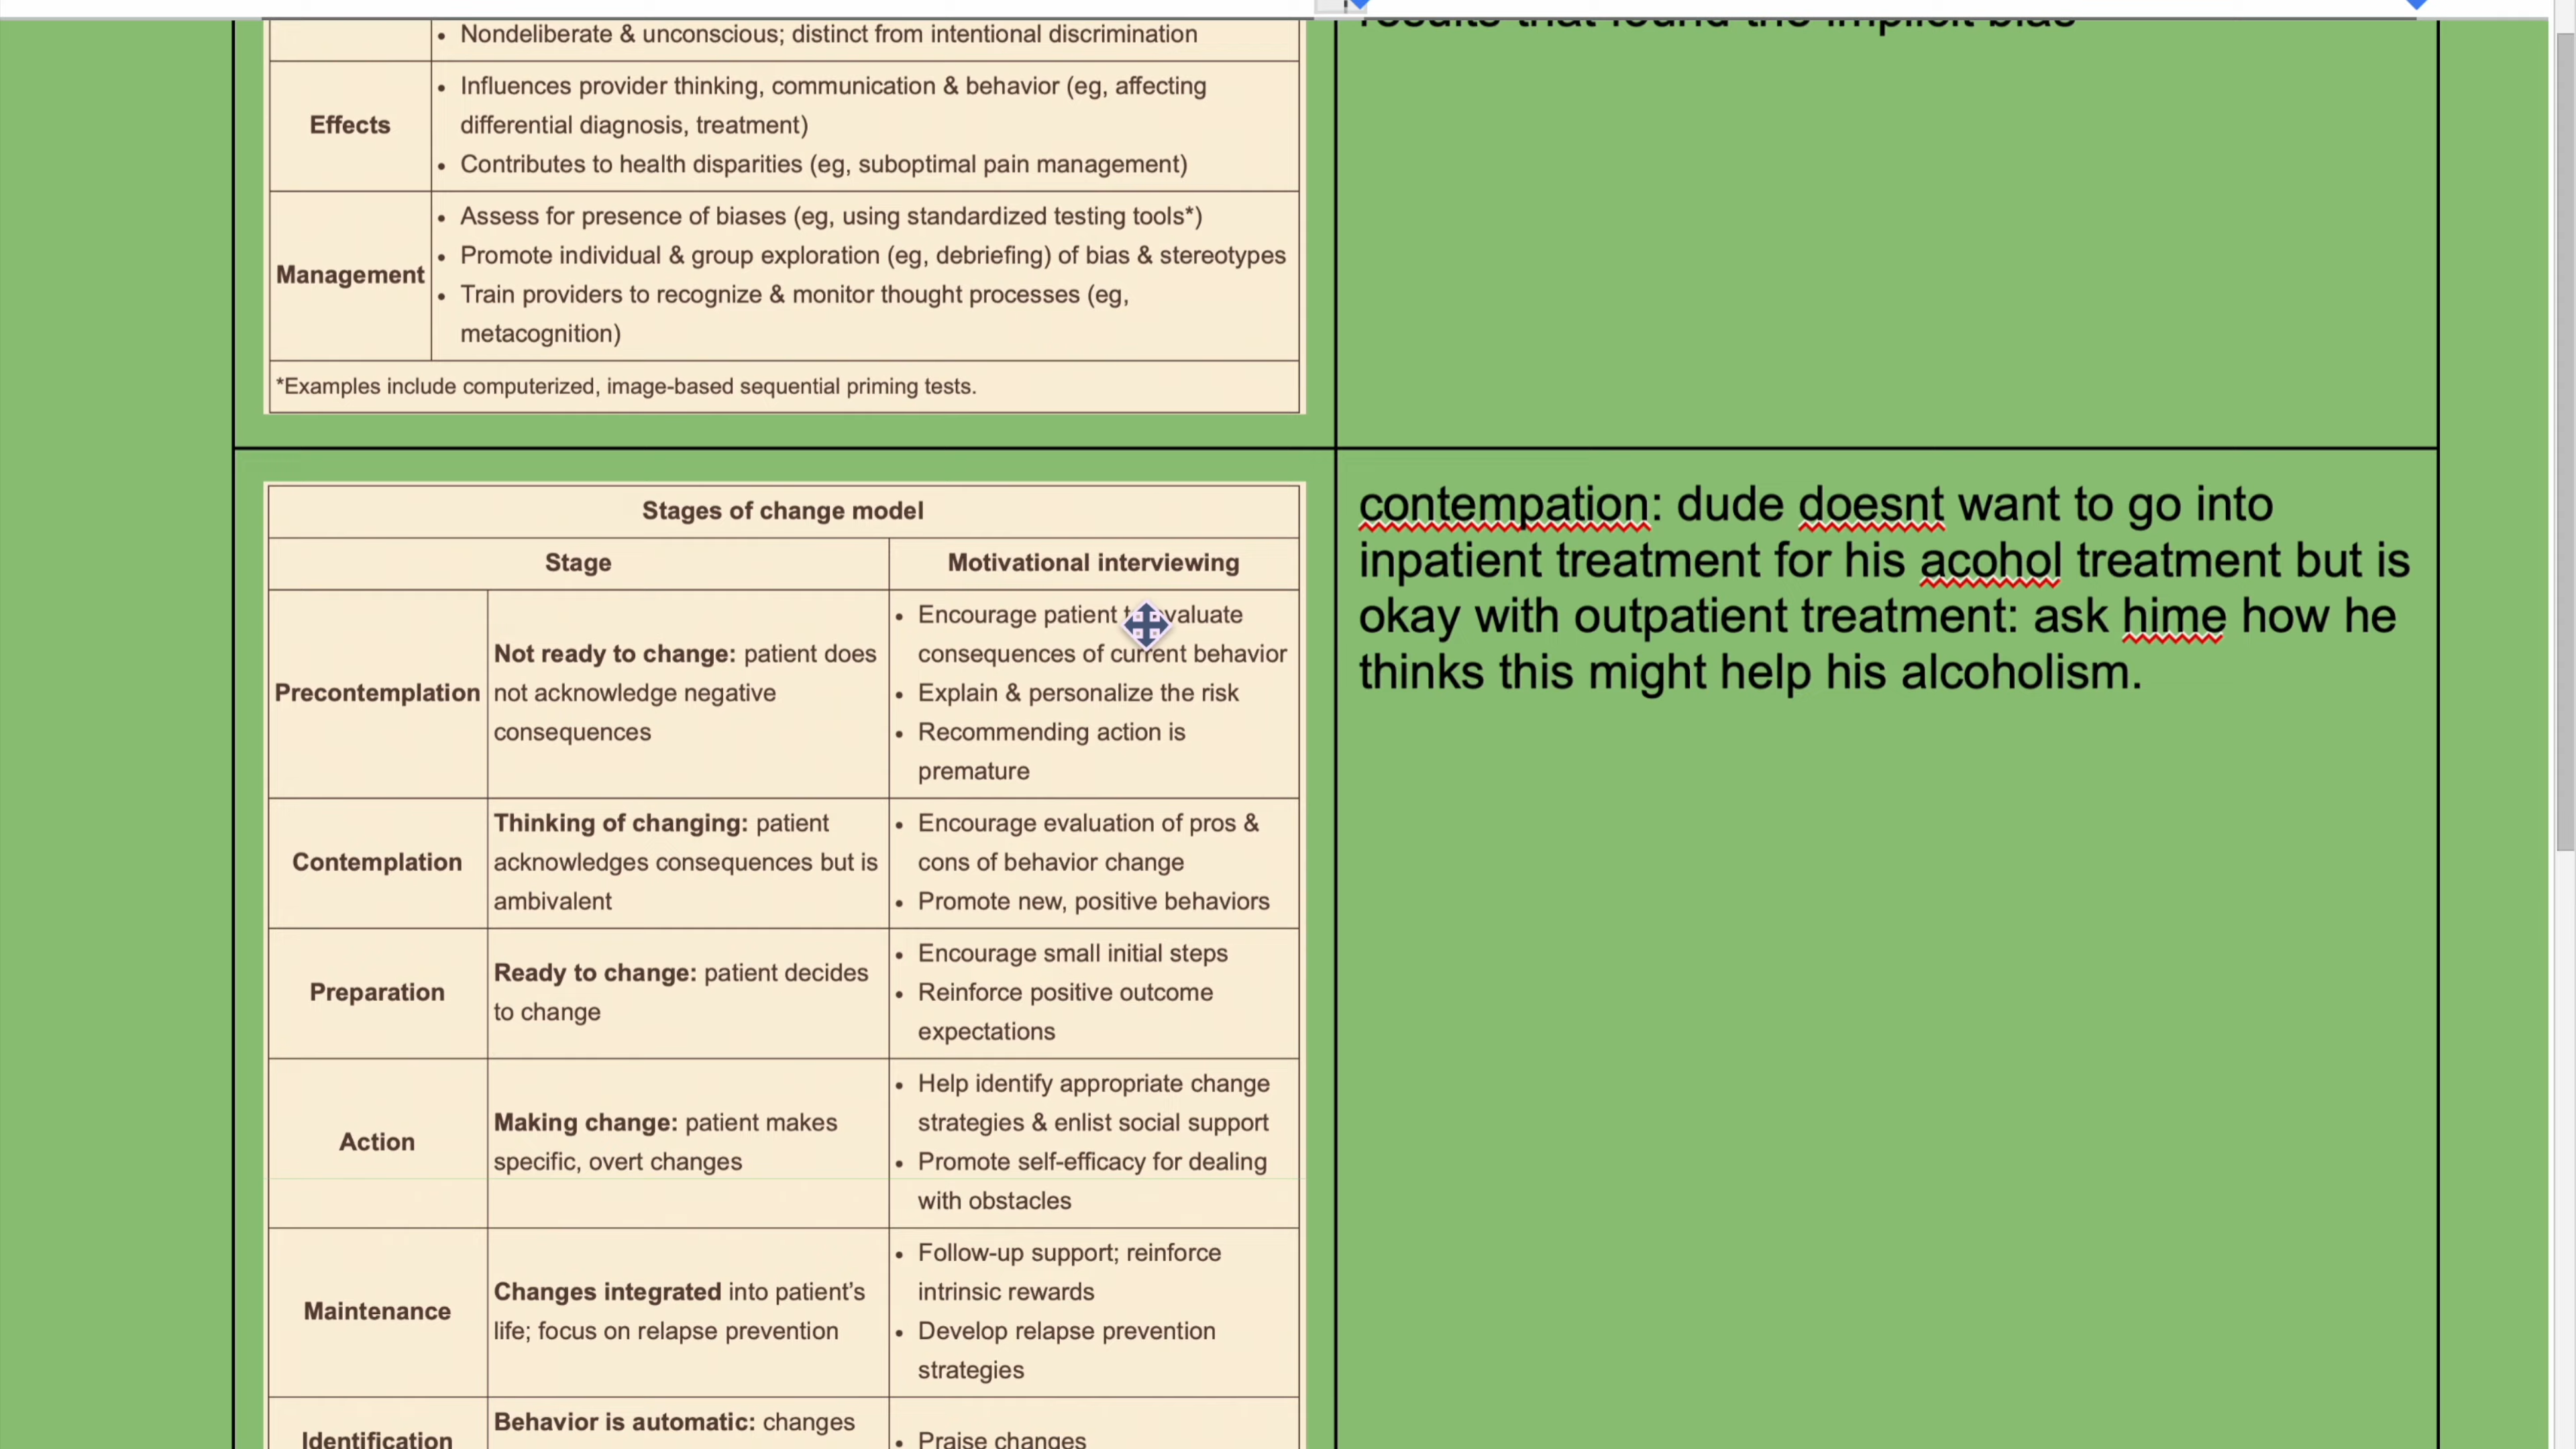 results that found the implicit bias
• Nondeliberate & unconscious; distinct from intentional discrimination
Effects
• Influences provider thinking, communication & behavior (eg, affecting
differential diagnosis, treatment)
• Contributes to health disparities (eg, suboptimal pain management)
Management
• Assess for presence of biases (eg, using standardized testing tools*)
• Promote individual & group exploration (eg, debriefing) of bias & stereotypes
• Train providers to recognize & monitor thought processes (eg,
metacognition)
*Examples include computerized, image-based sequential priming tests.
Stages of change model
Stage
Motivational interviewing
Precontemplation
Not ready to change: patient does
not acknowledge negative
consequences
• Encourage patient valuate
consequences of current behavior
• Explain & personalize the risk
• Recommending action is
premature
Contemplation
Thinking of changing: patient
acknowledges consequences but is
ambivalent
• Encourage evaluation of pros &
cons of behavior change
• Promote new, positive behaviors
Preparation
Ready to change: patient decides
to change
• Encourage small initial steps
• Reinforce positive outcome
expectations
Action
Making change: patient makes
specific, overt changes
• Help identify appropriate change
strategies & enlist social support
• Promote self-efficacy for dealing
with obstacles
Maintenance
Changes integrated into patient's
life; focus on relapse prevention
• Follow-up support; reinforce
intrinsic rewards
• Develop relapse prevention
strategies
Identification
Behavior is automatic: changes
• Praise changes
contempation: dude doesnt want to go into
inpatient treatment for his acohol treatment but is
okay with outpatient treatment: ask hime how he
thinks this might help his alcoholism.